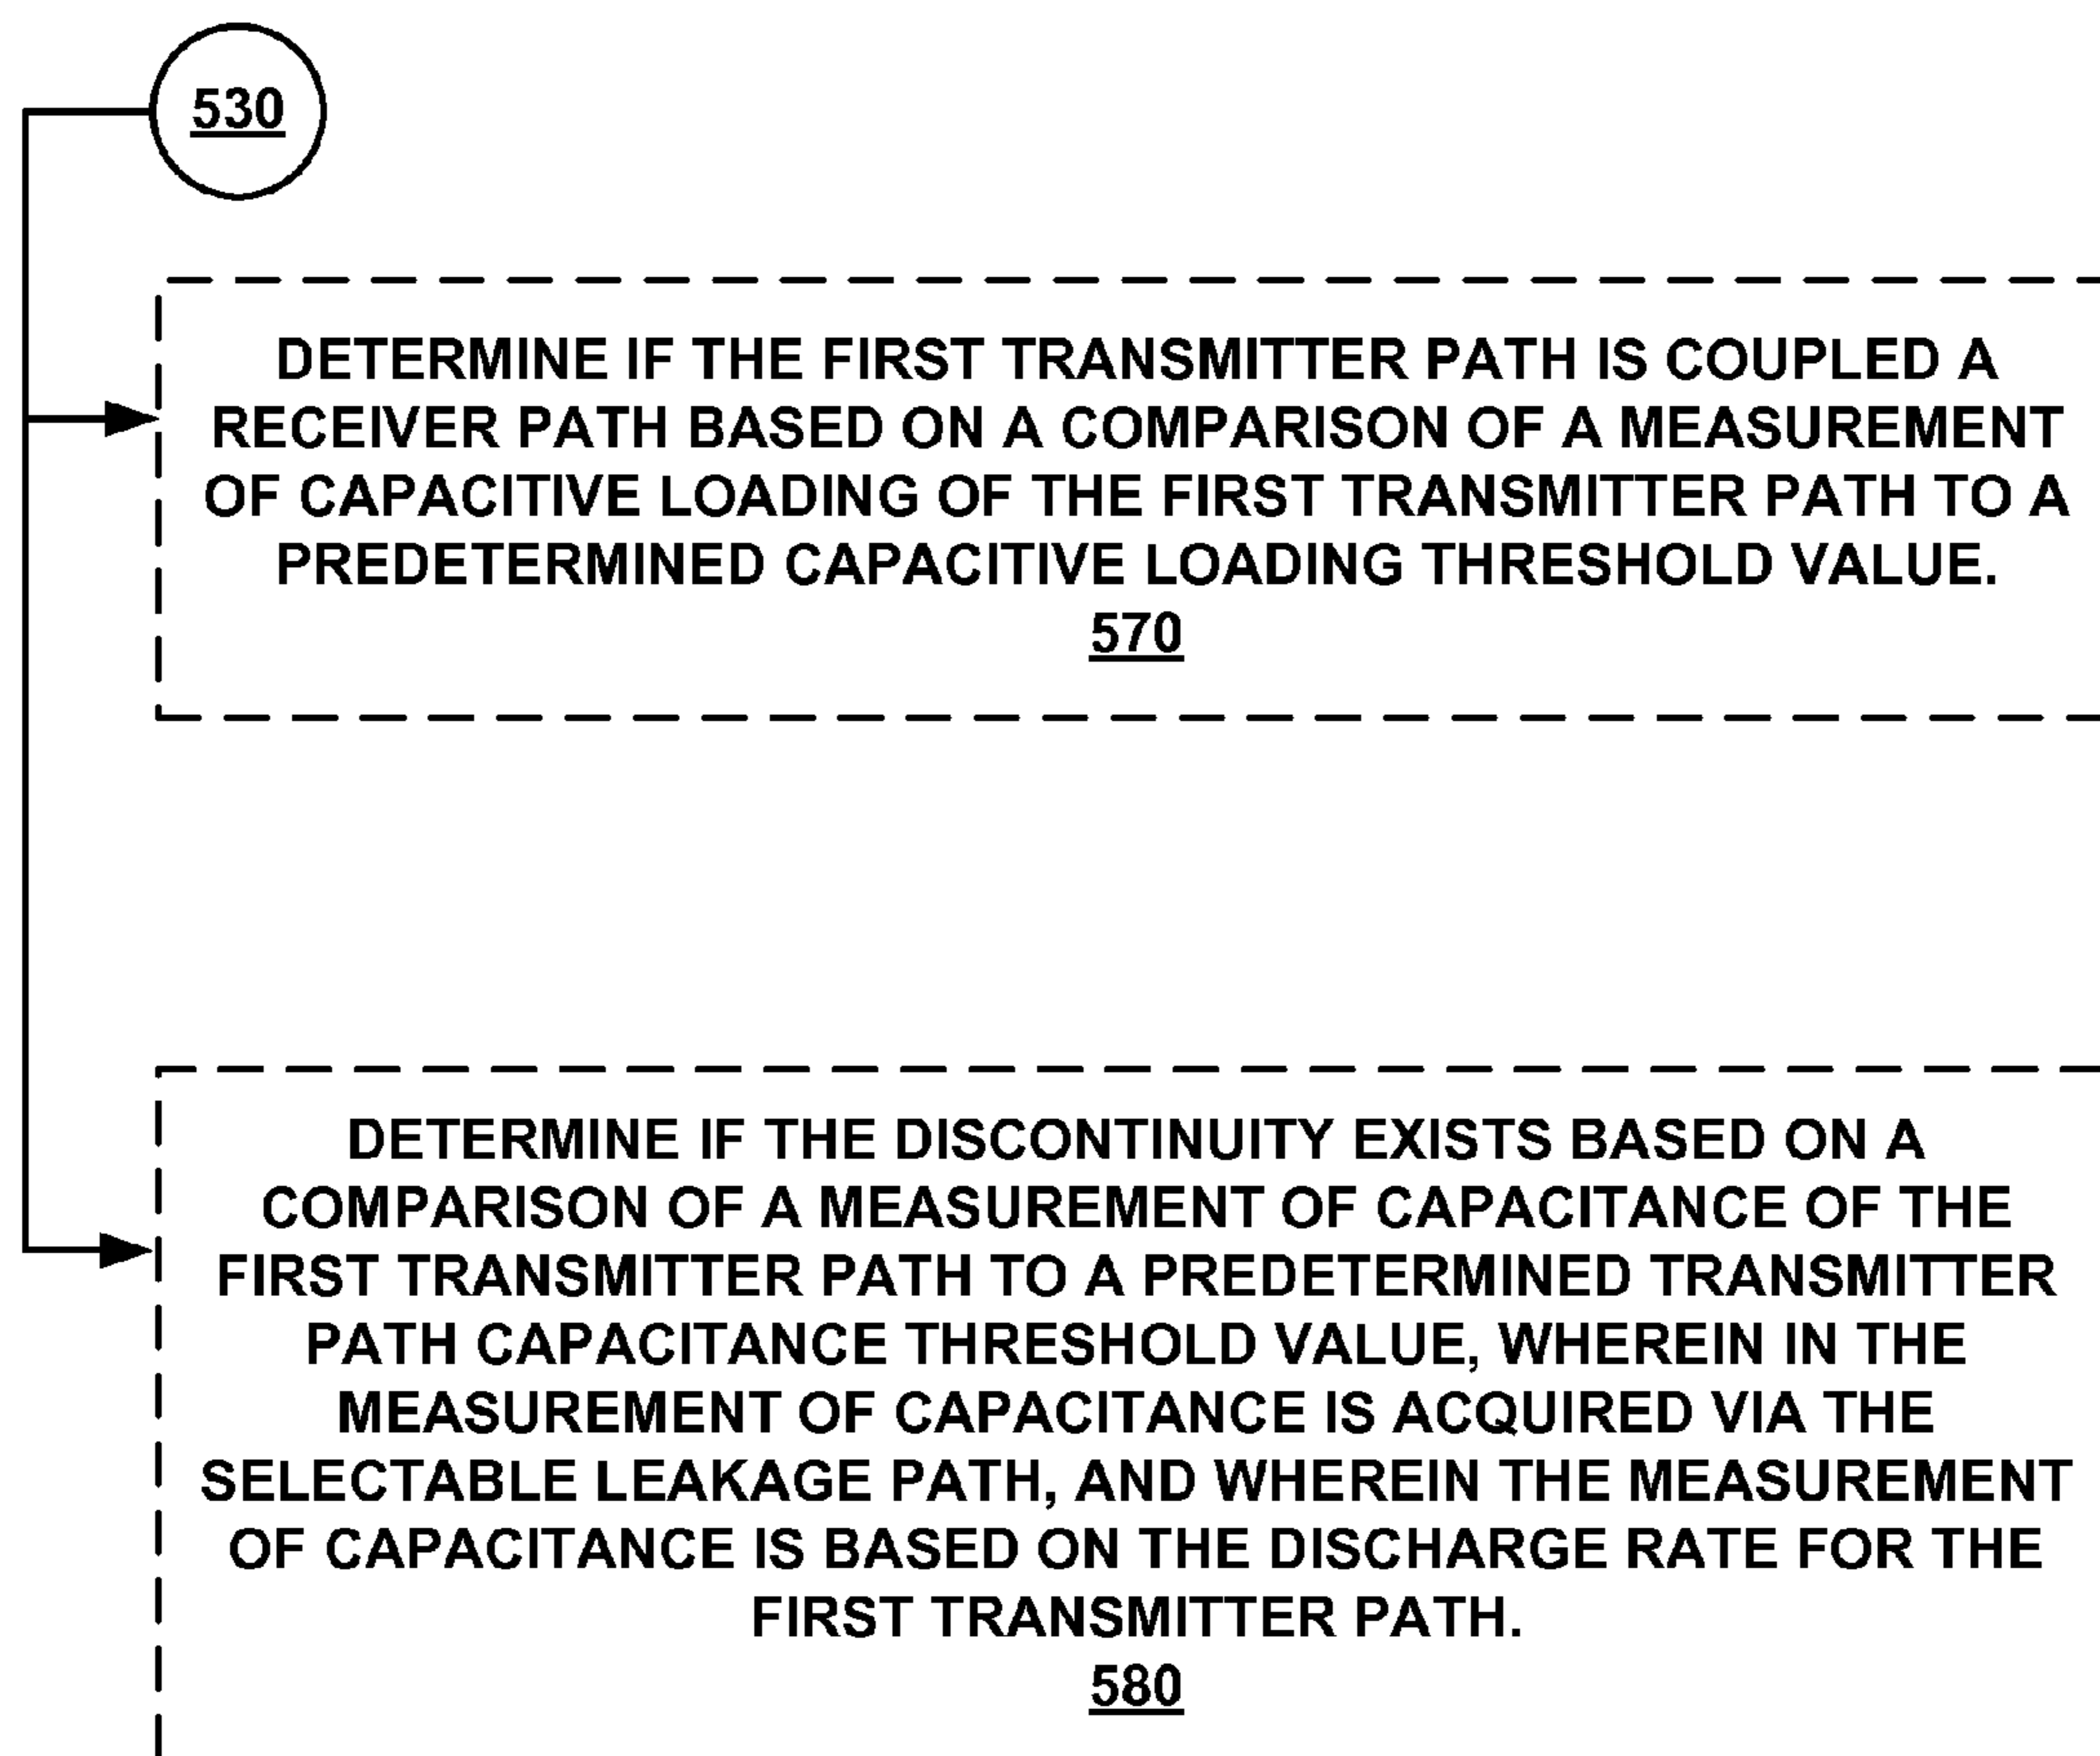 530
DETERMINE IF THE FIRST TRANSMITTER PATH IS COUPLED A
RECEIVER PATH BASED ON A COMPARISON OF A MEASUREMENT
OF CAPACITIVE LOADING OF THE FIRST TRANSMITTER PATH TO A
PREDETERMINED CAPACITIVE LOADING THRESHOLD VALUE.
570
DETERMINE IF THE DISCONTINUITY EXISTS BASED ON A
COMPARISON OF A MEASUREMENT OF CAPACITANCE OF THE
FIRST TRANSMITTER PATH TO A PREDETERMINED TRANSMITTER
PATH CAPACITANCE THRESHOLD VALUE, WHEREIN IN THE
MEASUREMENT OF CAPACITANCE IS ACQUIRED VIA THE
SELECTABLE LEAKAGE PATH, AND WHEREIN THE MEASUREMENT
OF CAPACITANCE IS BASED ON THE DISCHARGE RATE FOR THE
FIRST TRANSMITTER PATH.
580